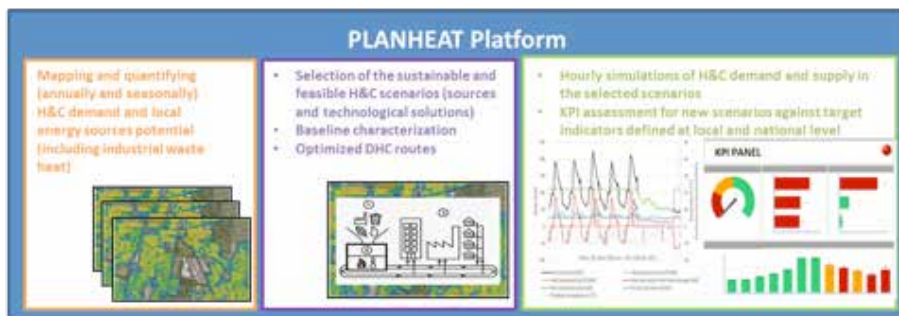 PLANHEAT Platform
Mapping and quantifying
(annually and seasonally)
H&C demand and local
energy sources potential
(including industrial waste
heat)
• Selection of the sustainable and
feasible H&C scenarios (sources
and technological solutions)
• Baseline characterization
• Optimized DHC routes
• Hourly simulations of H&C demand and supply in
the selected scenarios
• KPI assessment for new scenarios against target
Indicators defined at local and national level
KPI PANEL